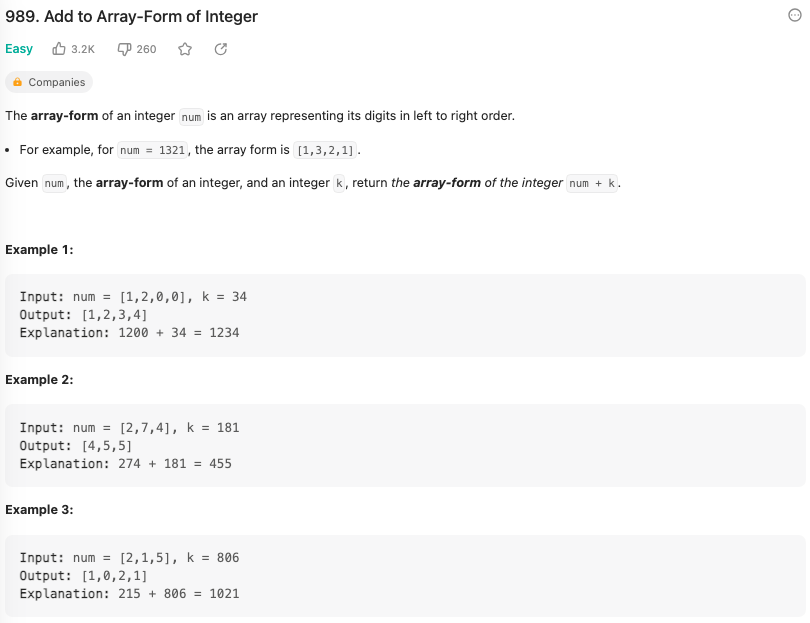 989. Add to Array-Form of Integer
Easy 3.2K 260
Companies
The array-form of an integer num is an array representing its digits in left to right order.
• For example, for num = 1321, the array form is [1,3,2,1].
Given num, the array-form of an integer, and an integer k, return the array-form of the integer num + k.
Example 1:
Input: num = [1,2,0,0], k = 34
Output: [1,2,3,4]
Explanation: 1200 + 34 = 1234
Example 2:
Input: num = [2,7,4], k = 181
Output: [4,5,5]
Explanation: 274 + 181 = 455
Example 3:
Input: num = [2,1,5], k = 806
Output: [1,0,2,1]
Explanation: 215 + 806 = 1021